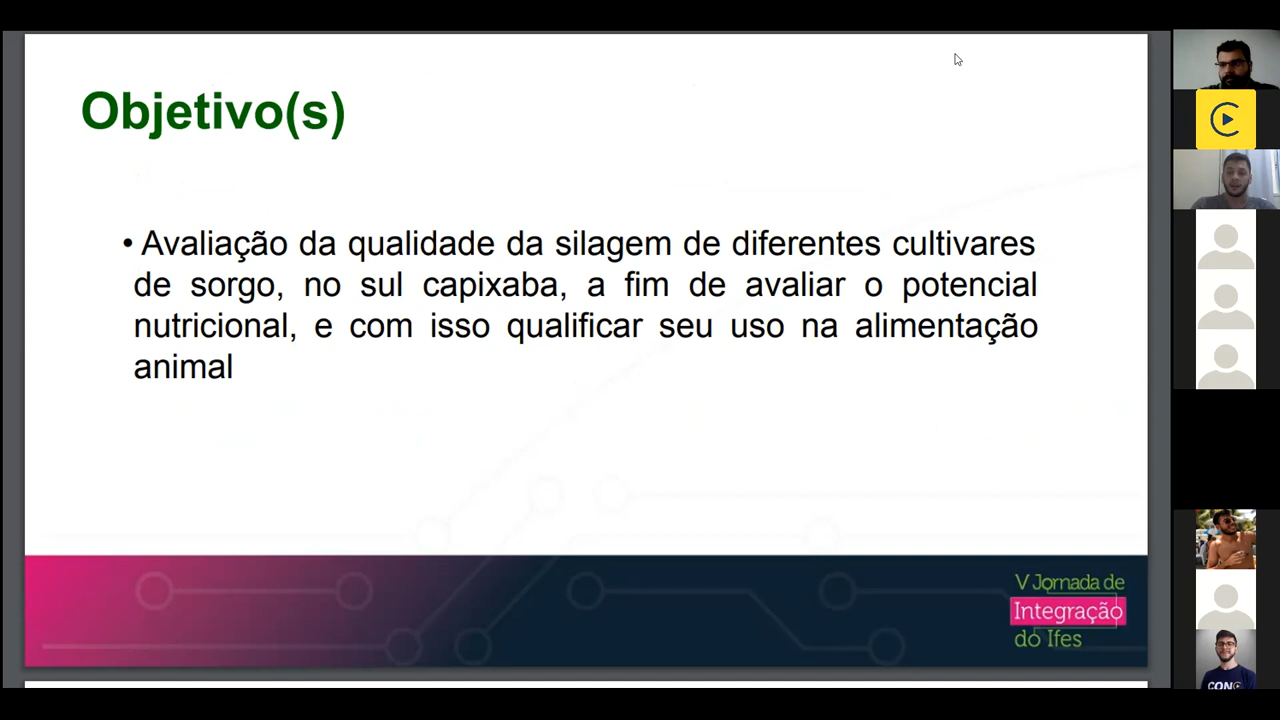 Objetivo(s)
• Avaliação da qualidade da silagem de diferentes cultivares
de sorgo, no sul capixaba, a fim de avaliar o potencial
nutricional, e com isso qualificar seu uso na alimentação
animal
V Jornada de
Integração
do Ifes